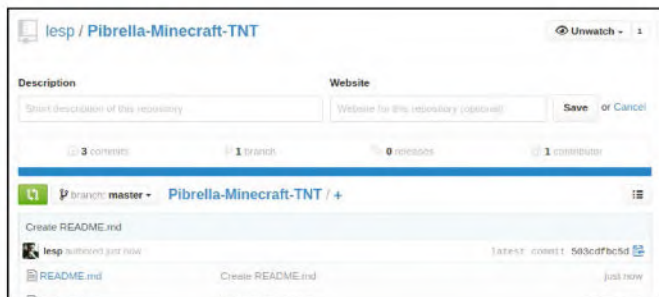 lesp / Pibrella-Minecraft-TNT
Unwatch 1
Description Website
Short description of this repository Website for this repository (optional) Save or Cancel
3 commits 1 branch 0 releases 1 contributor
branch: master Pibrella-Minecraft-TNT / +
Create README.md
lesp authored just now latest commit 503cdfbc5d
README.md Create README.md just now